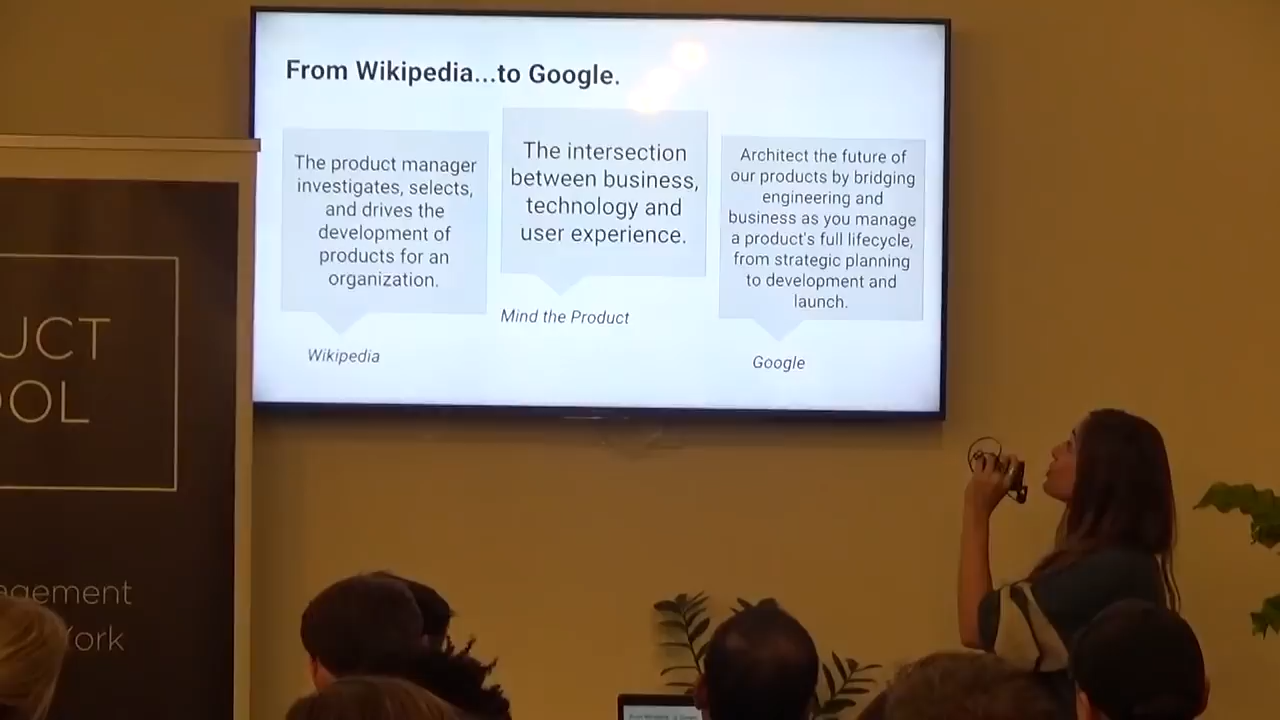 From Wikipedia...to Google.
The product manager
investigates, selects,
and drives the
development of
products for an
organization.
Wikipedia
The intersection
between business,
technology and
user experience.
Mind the Product
Architect the future of
our products by bridging
engineering and
business as you manage
a product's full lifecycle,
from strategic planning
to development and
launch.
Google
UCT
OOL
agement
York